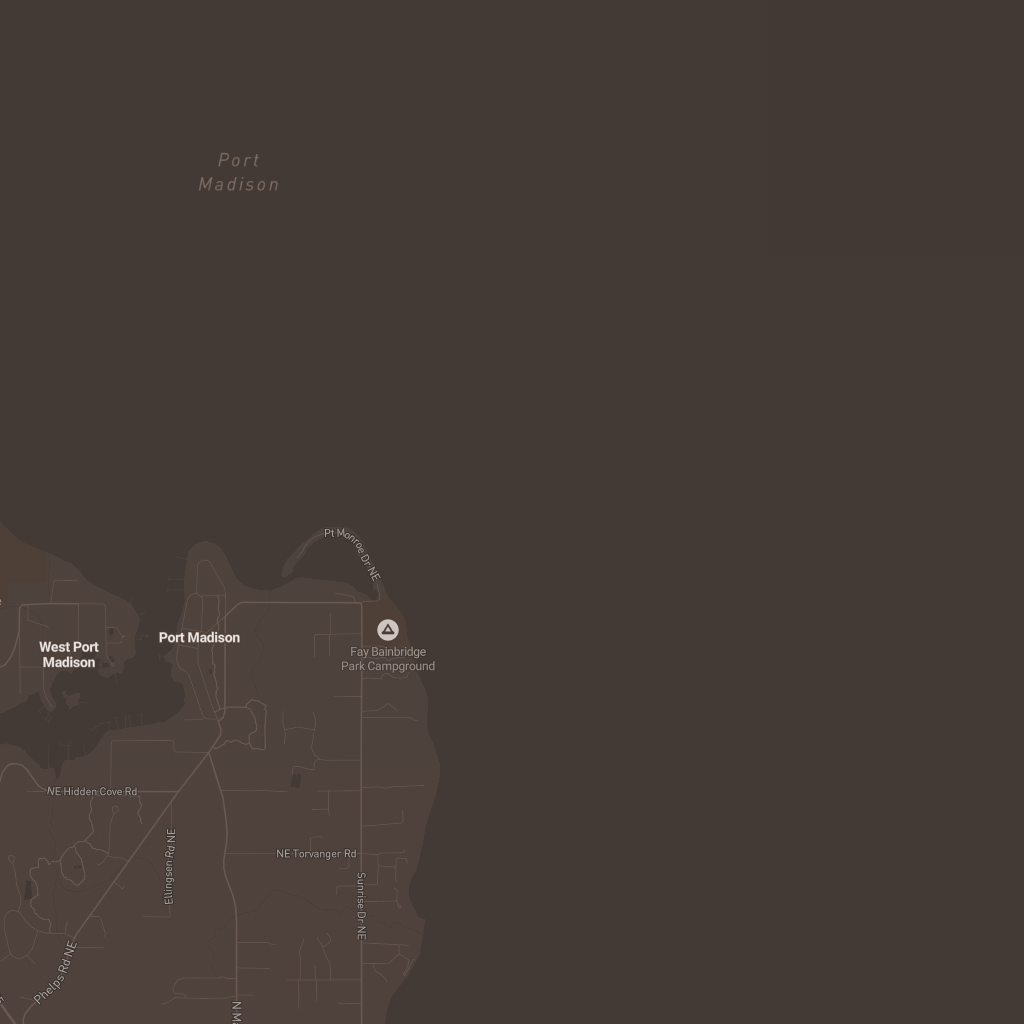 Port
Madison
Pt Monroe Dr NE
Port Madison
West Port
Madison
Fay Bainbridge
Park Campground
NE Hidden Cove Rd
Ellingsen Rd NE
NE Torvanger Rd
Sunrise Dr NE
Phelps Rd NE
N M